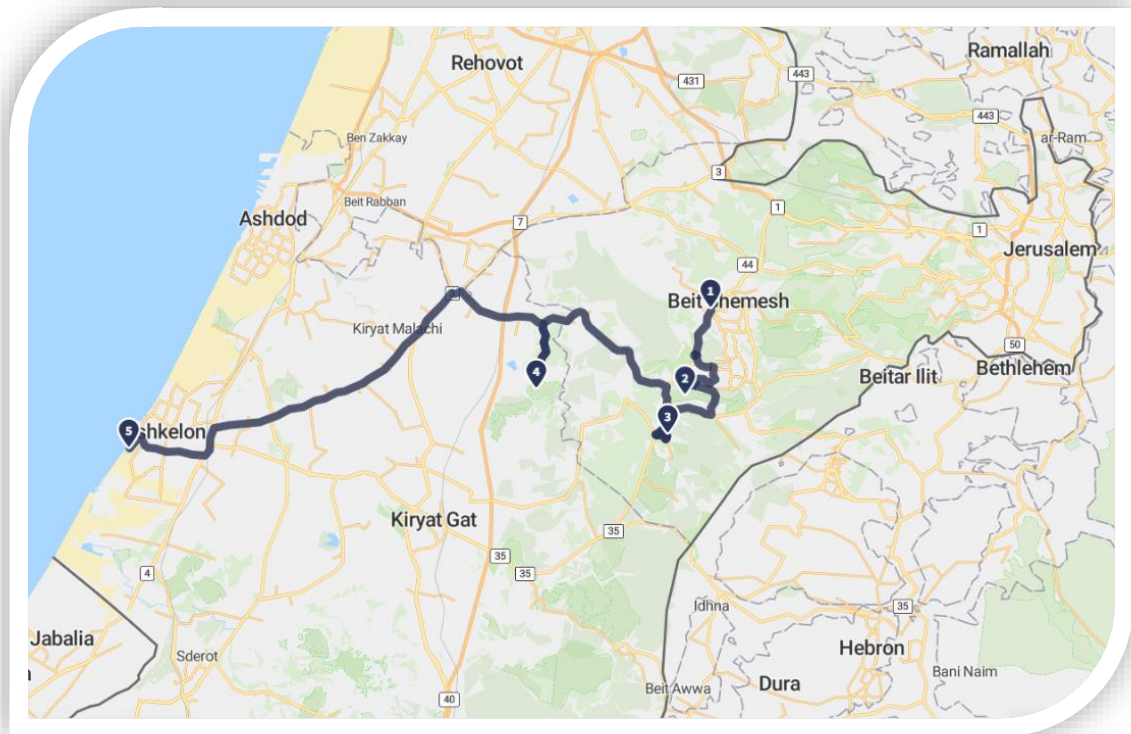 Ramallah
Rehovot
443
431
443
ar-Ram
Ben Zakkay
3
Beit Rabban
1
Ashdod
7
1
Jerusalem
44
1
Beit Shemesh
Kiryat Malachi
50
Bethlehem
4
2
Beitar Ilit
3
5
shkelon
Kiryat Gat
35
35
35
4
Idhna
35
Jabalia
Hebron
Sderot
Bani Naim
Dura
Beit Awwa
40